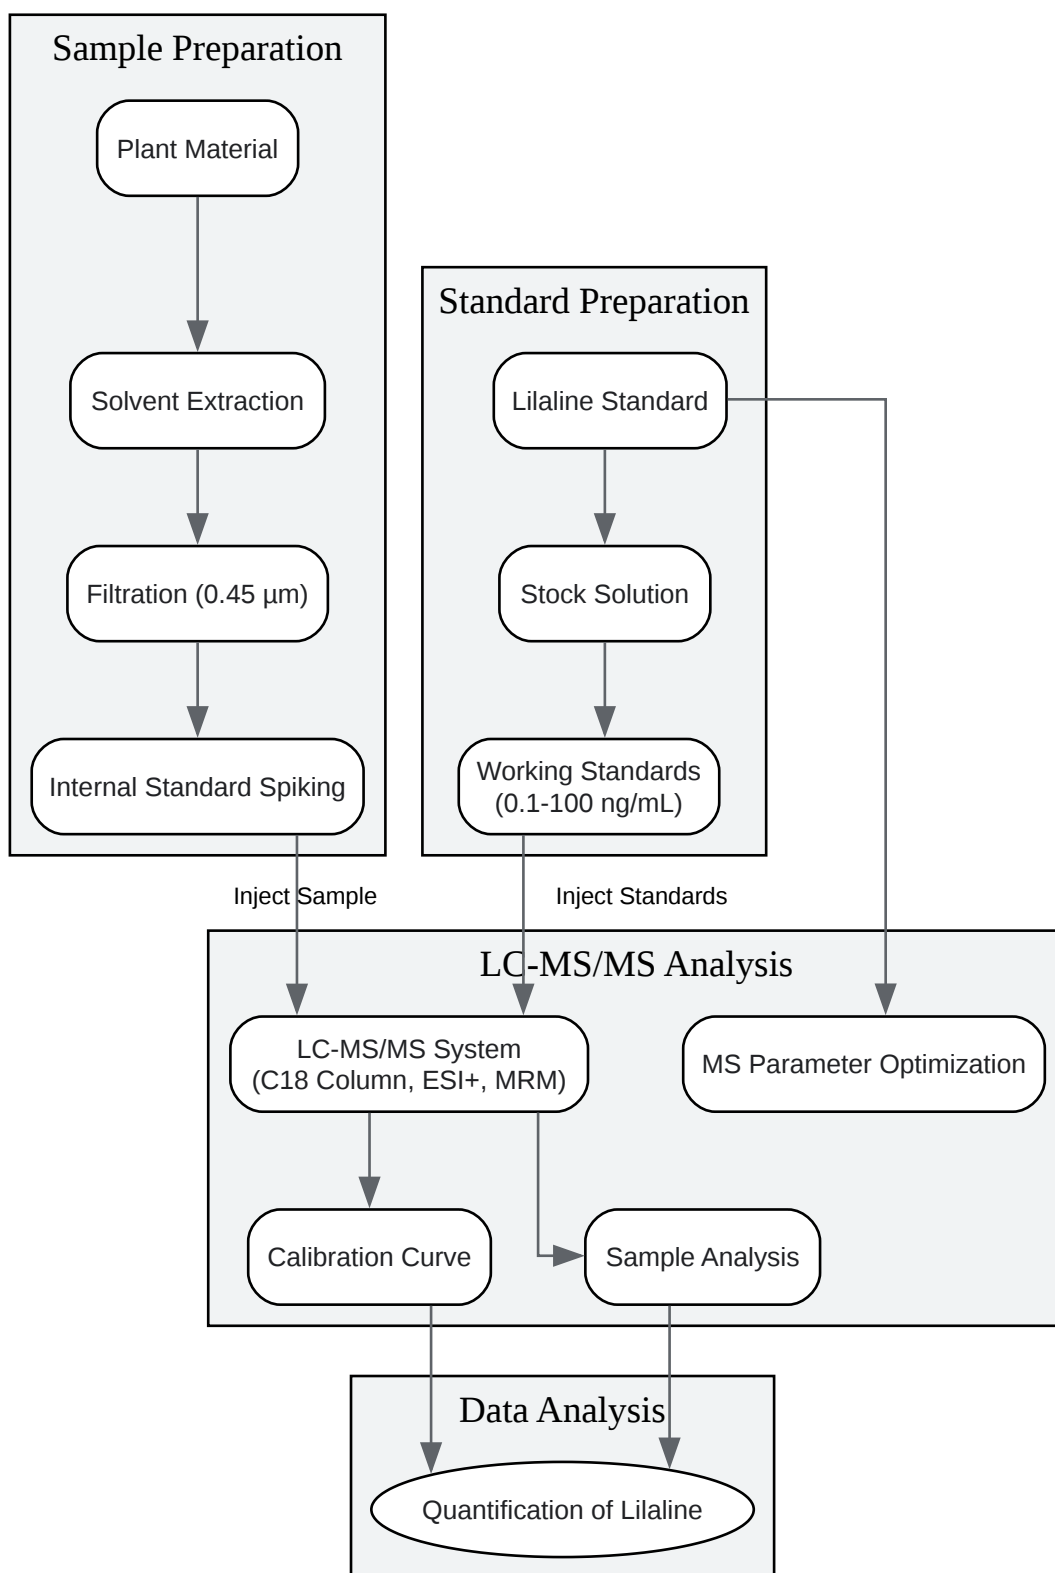 Sample Preparation
Plant Material
Solvent Extraction
Filtration (0.45 µm)
Internal Standard Spiking
Standard Preparation
Lilaline Standard
Stock Solution
Working Standards
(0.1-100 ng/mL)
Inject Sample
Inject Standards
LC-MS/MS Analysis
LC-MS/MS System
(C18 Column, ESI+, MRM)
MS Parameter Optimization
Calibration Curve
Sample Analysis
Data Analysis
Quantification of Lilaline